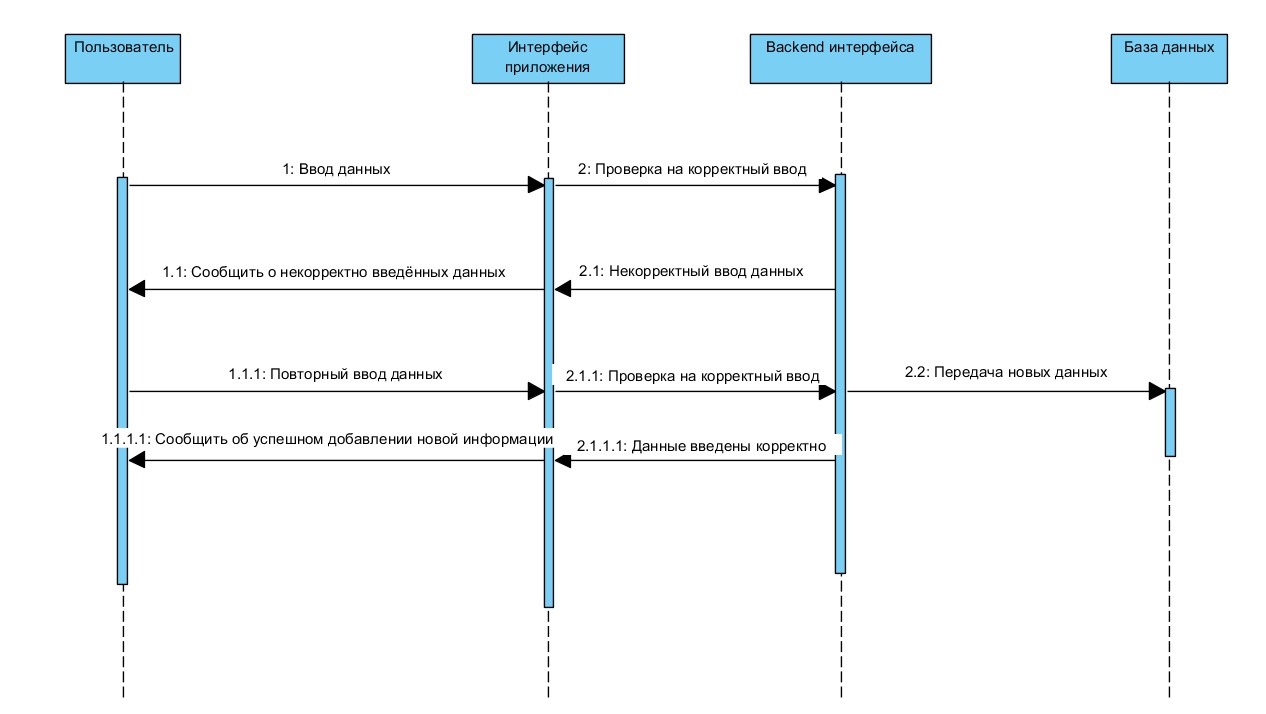 Пользователь
Интерфейс
приложения
Backend интерфейса
База данных
1: Ввод данных
2: Проверка на корректный ввод
1.1: Сообщить о некорректно введённых данных
2.1: Некорректный ввод данных
1.1.1: Повторный ввод данных
2.1.1: Проверка на корректный ввод
2.2: Передача новых данных
1.1.1.1: Сообщить об успешном добавлении новой информации
2.1.1.1: Данные введены корректно